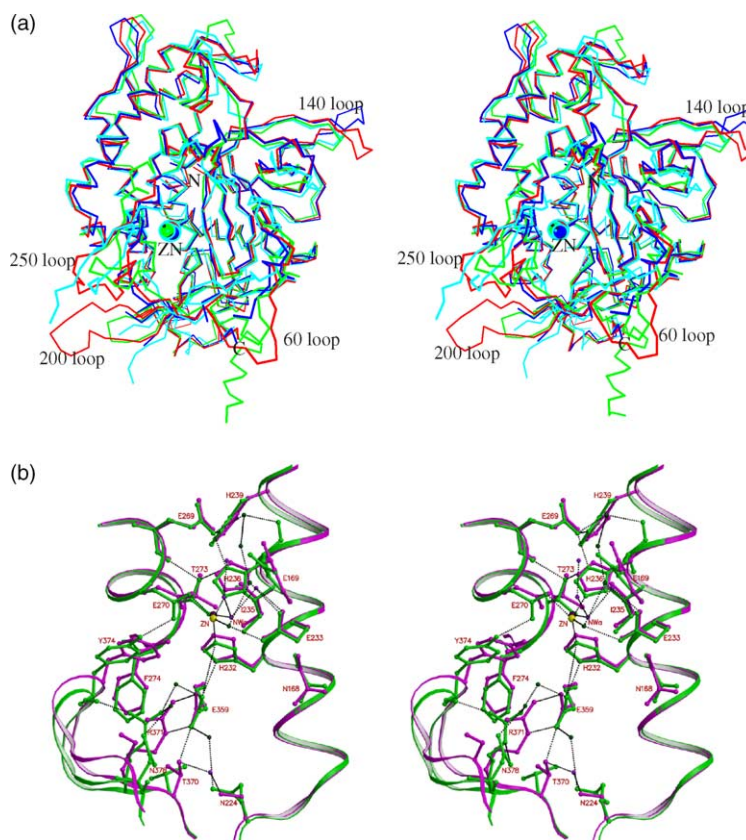 (a)
140 loop
N
ZN
250 loop
200 loop
60 loop
C
140 loop
N
ZN
250 loop
200 loop
60 loop
C
(b)
H239
E269
T273
H236
E169
E270
I235
ZN
NWa
E233
Y374
H232
F274
N168
E359
R371
N378
T370
N224
H239
E269
T273
H236
E169
E270
I235
ZN
NWa
E233
Y374
H232
F274
N168
E359
R371
N378
T370
N224